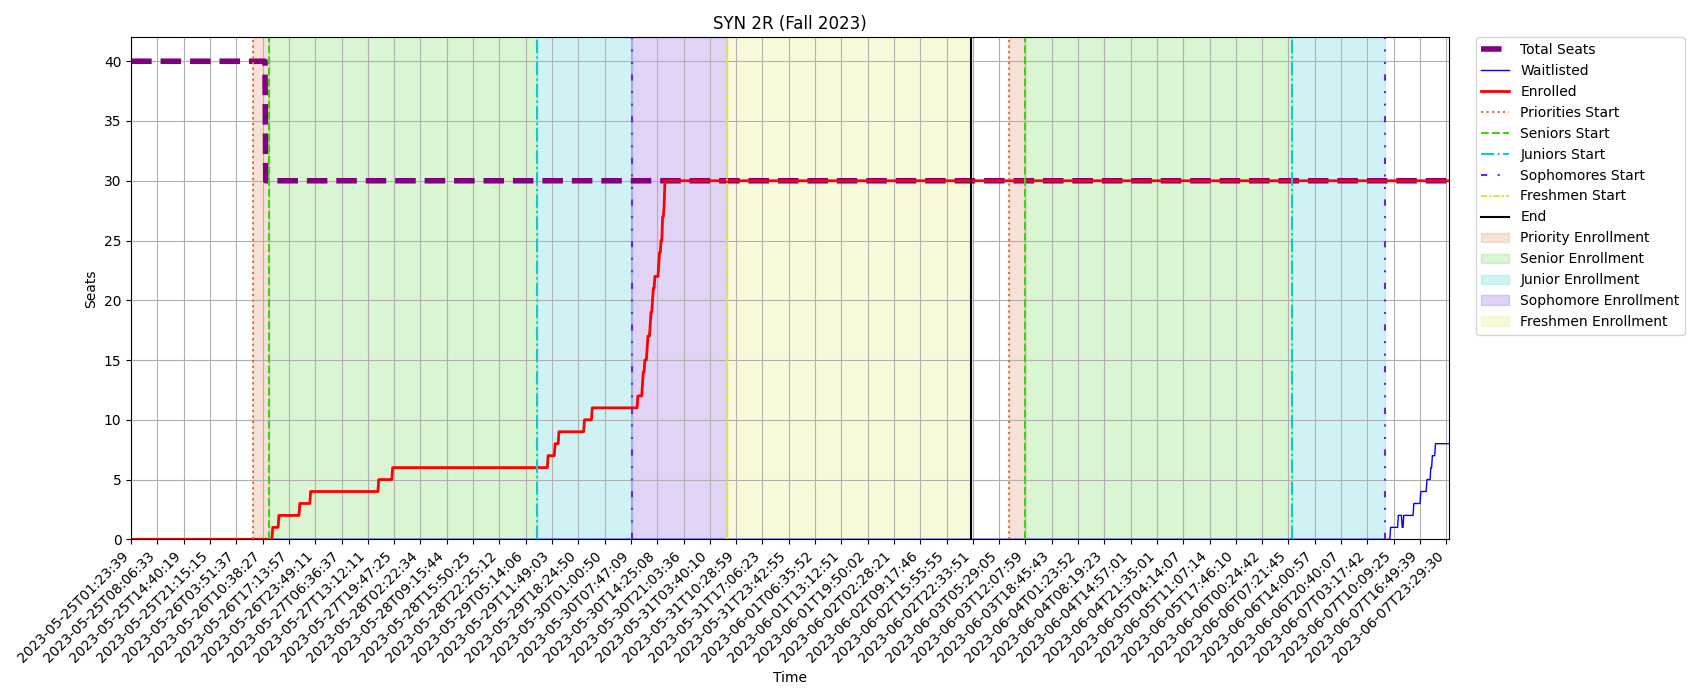 SYN 2R (Fall 2023)
40
35
30
25
20
15
10
5
0
Seats
2023-05-25T01:23:39
2023-05-25T08:06:33
2023-05-25T14:40:19
2023-05-25T21:15:15
2023-05-26T03:51:37
2023-05-26T10:38:27
2023-05-26T17:13:57
2023-05-26T23:49:11
2023-05-27T06:36:37
2023-05-27T13:12:11
2023-05-27T19:47:25
2023-05-28T02:22:34
2023-05-28T09:15:44
2023-05-28T15:50:25
2023-05-28T22:25:12
2023-05-29T05:14:06
2023-05-29T11:49:03
2023-05-29T18:24:50
2023-05-30T01:00:50
2023-05-30T07:47:09
2023-05-30T14:25:08
2023-05-30T21:03:36
2023-05-31T03:40:10
2023-05-31T10:28:59
2023-05-31T17:06:23
2023-05-31T23:42:55
2023-06-01T06:35:52
2023-06-01T13:12:51
2023-06-01T19:50:02
2023-06-02T02:28:21
2023-06-02T09:17:46
2023-06-02T15:55:55
2023-06-02T22:33:51
2023-06-03T05:29:05
2023-06-03T12:07:59
2023-06-03T18:45:43
2023-06-04T01:23:52
2023-06-04T08:19:23
2023-06-04T14:57:01
2023-06-04T21:35:01
2023-06-05T04:14:07
2023-06-05T11:07:14
2023-06-05T17:46:10
2023-06-06T00:24:42
2023-06-06T07:21:45
2023-06-06T14:00:57
2023-06-06T20:40:07
2023-06-07T03:17:42
2023-06-07T10:09:25
2023-06-07T16:49:39
2023-06-07T23:29:30
Time
Total Seats
Waitlisted
Enrolled
Priorities Start
Seniors Start
Juniors Start
Sophomores Start
Freshmen Start
End
Priority Enrollment
Senior Enrollment
Junior Enrollment
Sophomore Enrollment
Freshmen Enrollment